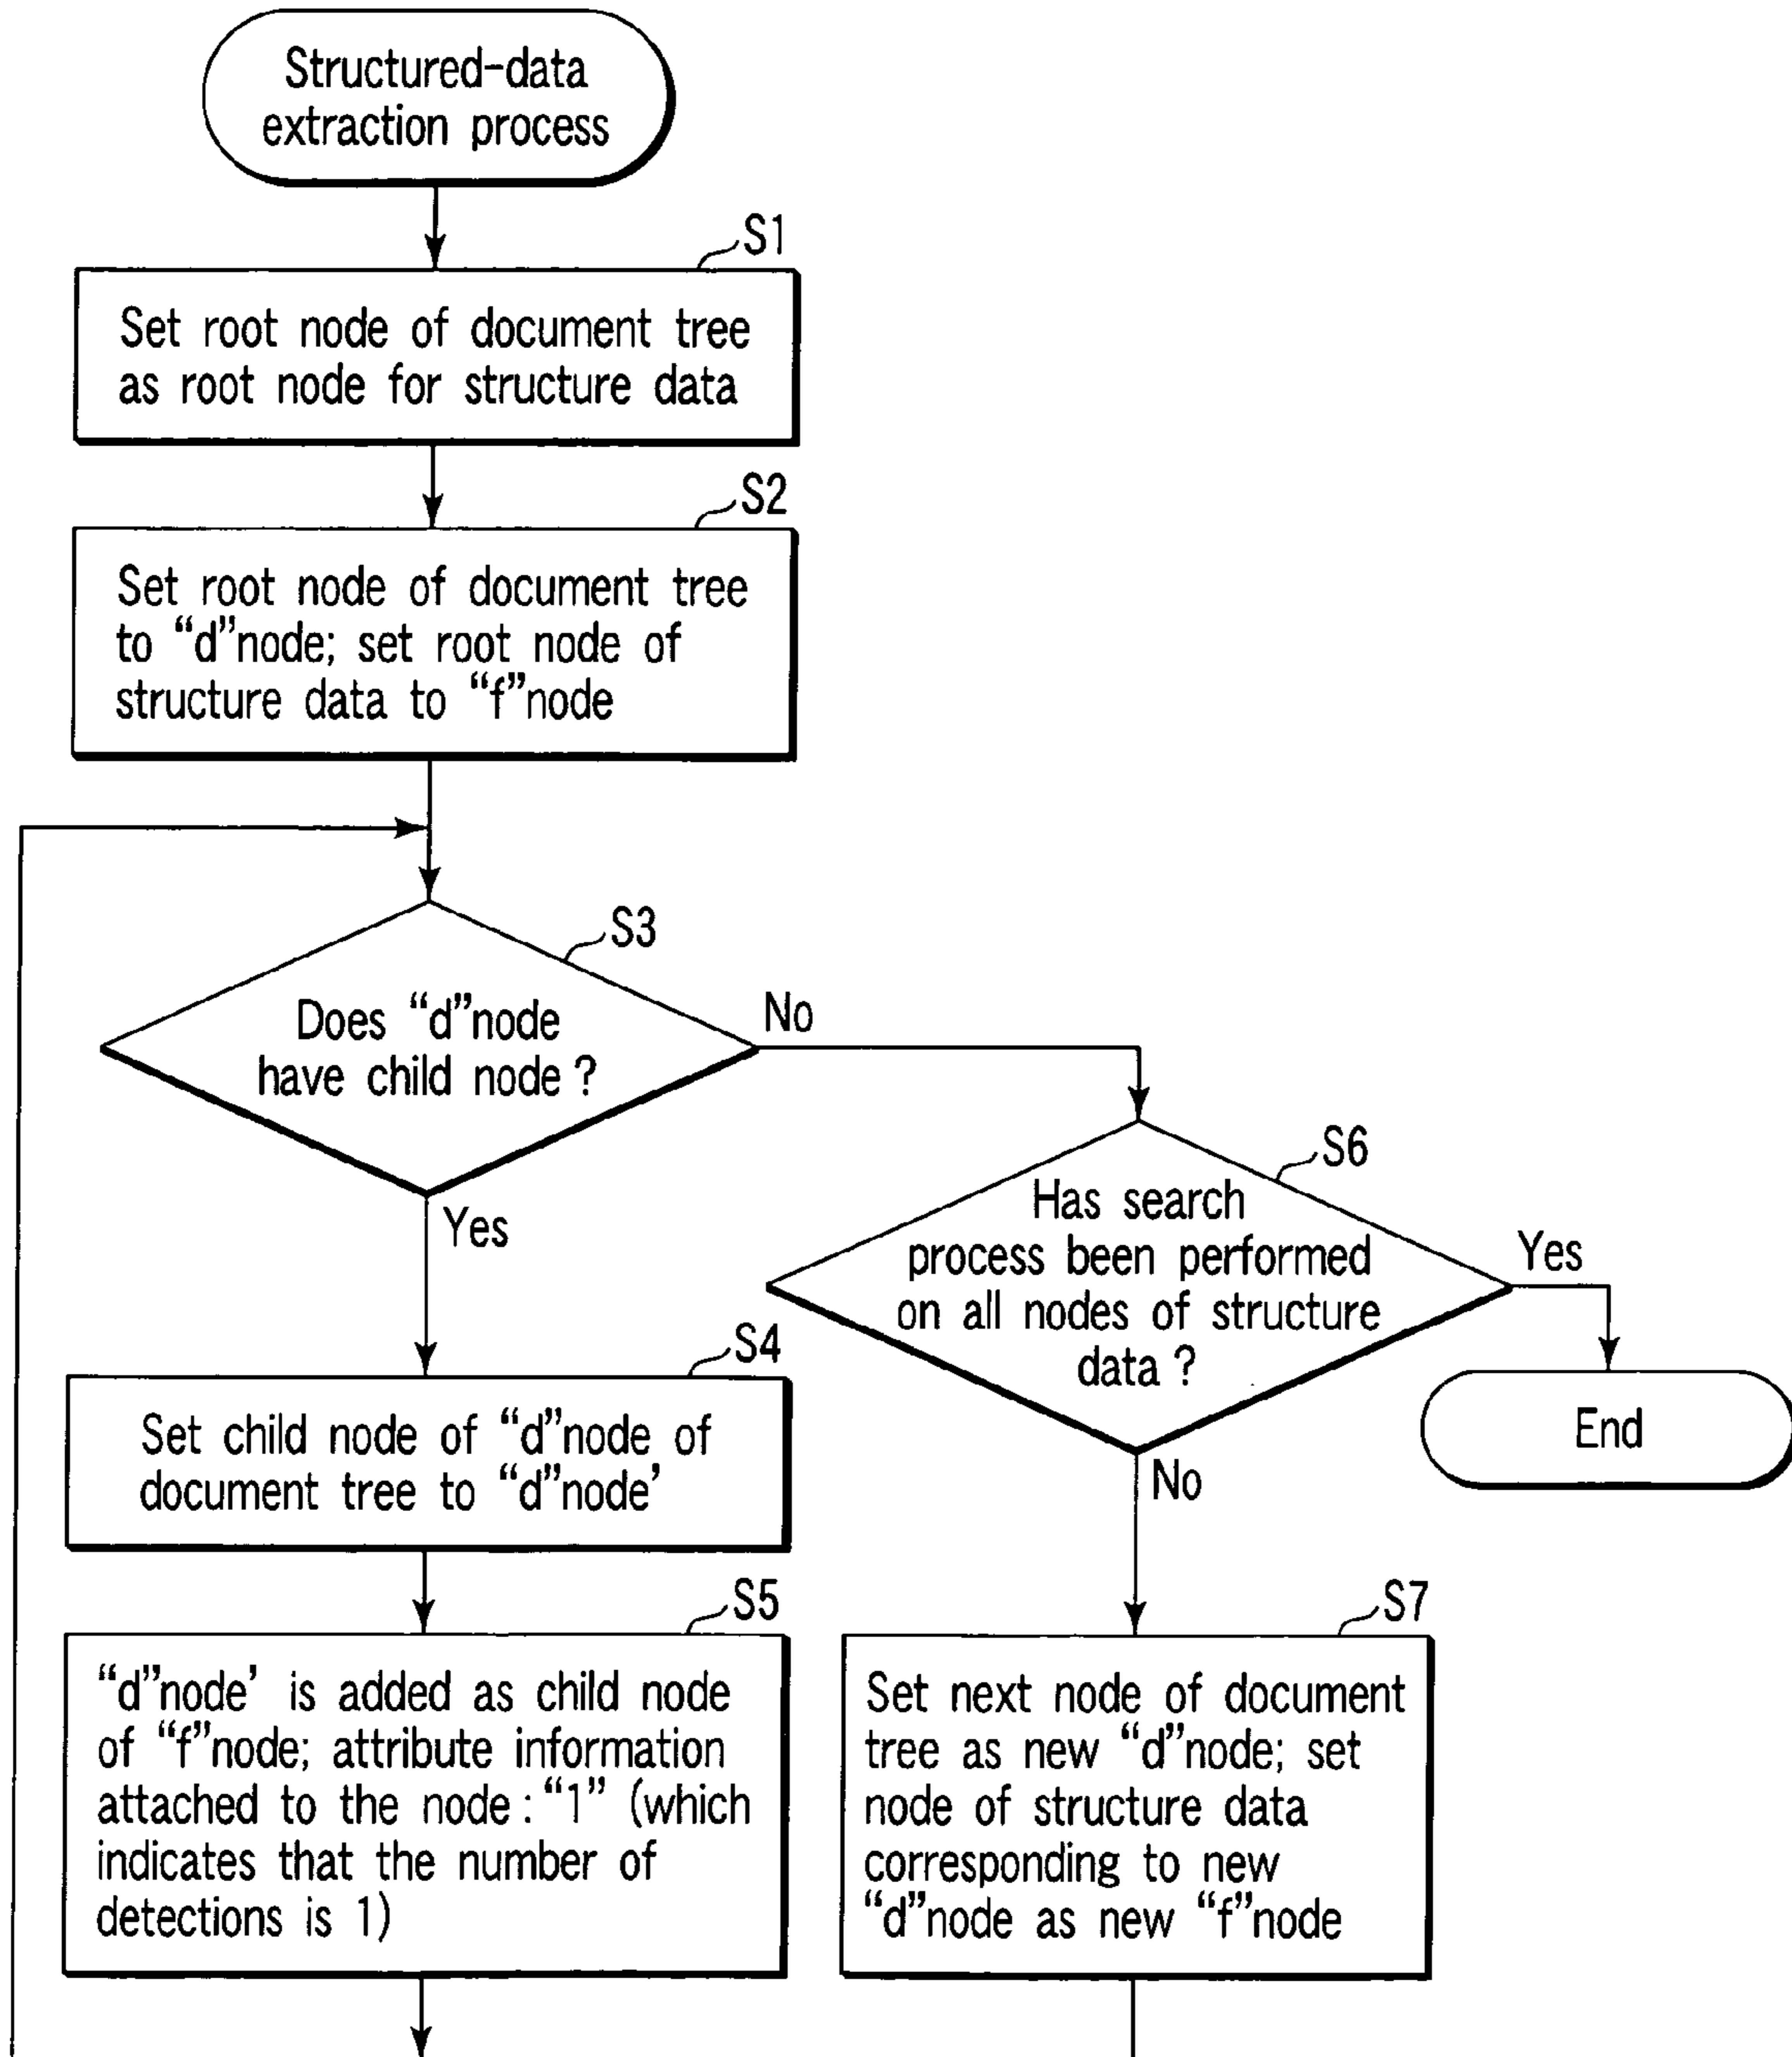 Structured-data
extraction process
S1
Set root node of document tree
as root node for structure data
S2
Set root node of document tree
to “d”node; set root node of
structure data to “f”node
S3
Does “d”node
have child node ?
No
Yes
S6
Has search
process been performed
on all nodes of structure
data ?
Yes
End
No
S4
Set child node of “d”node of
document tree to “d”node’
S5
“d”node’ is added as child node
of “f”node; attribute information
attached to the node : “1” (which
indicates that the number of
detections is 1)
S7
Set next node of document
tree as new “d”node; set
node of structure data
corresponding to new
“d”node as new “f”node